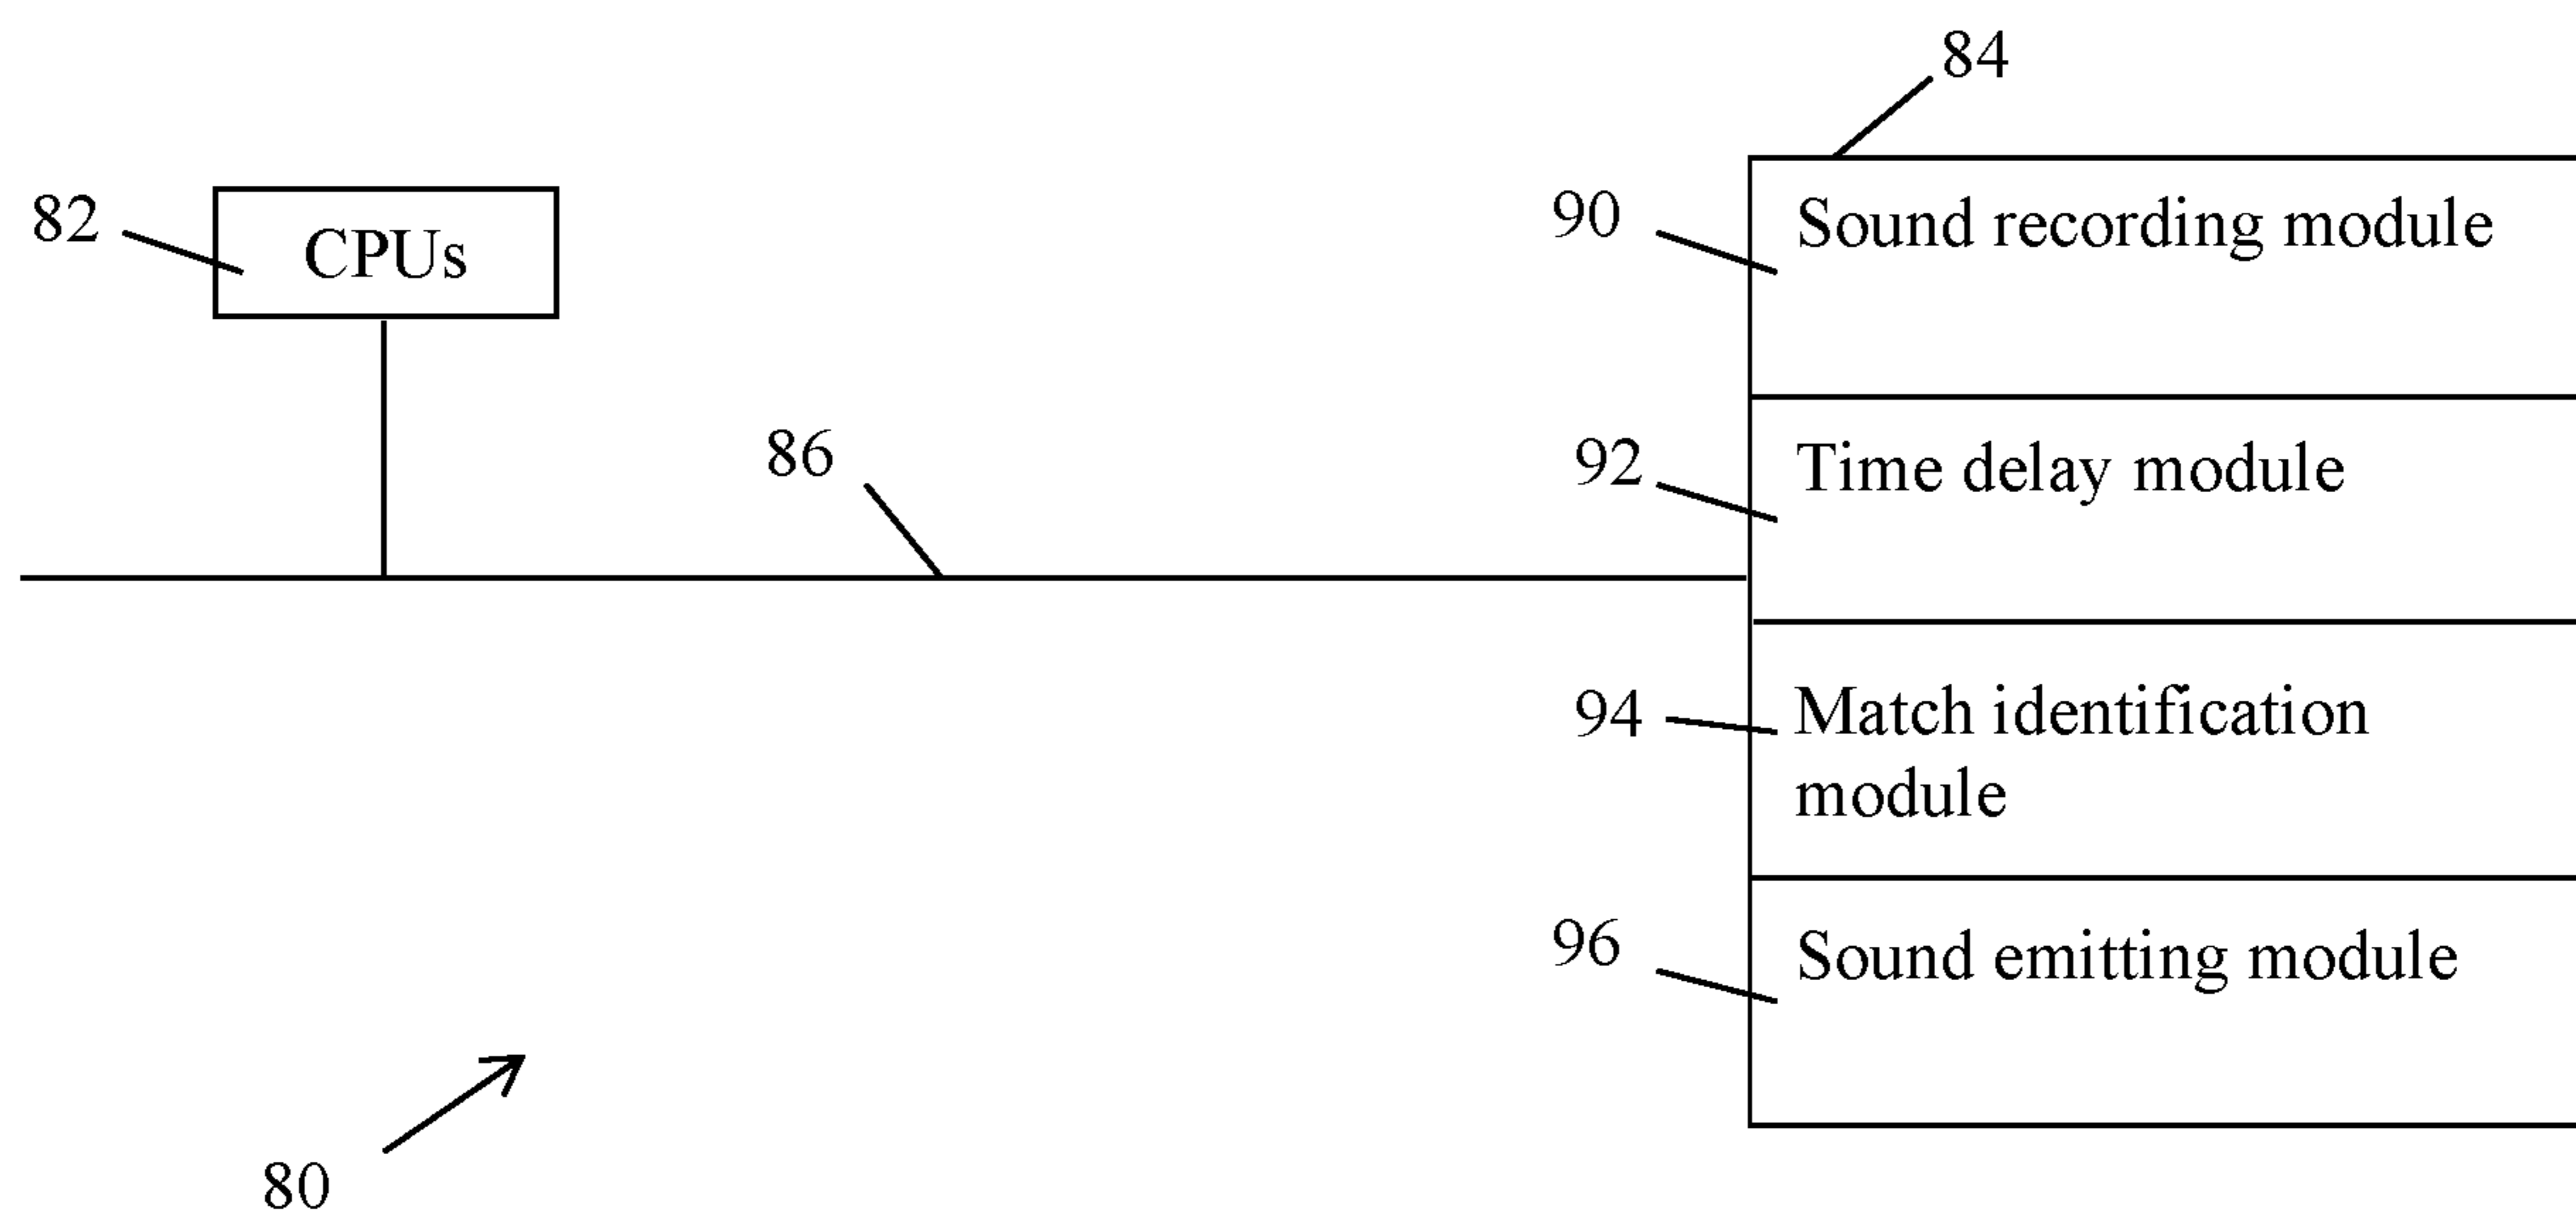 84
82
CPUs
90
Sound recording module
86
92
Time delay module
94
Match identification
module
96
Sound emitting module
80